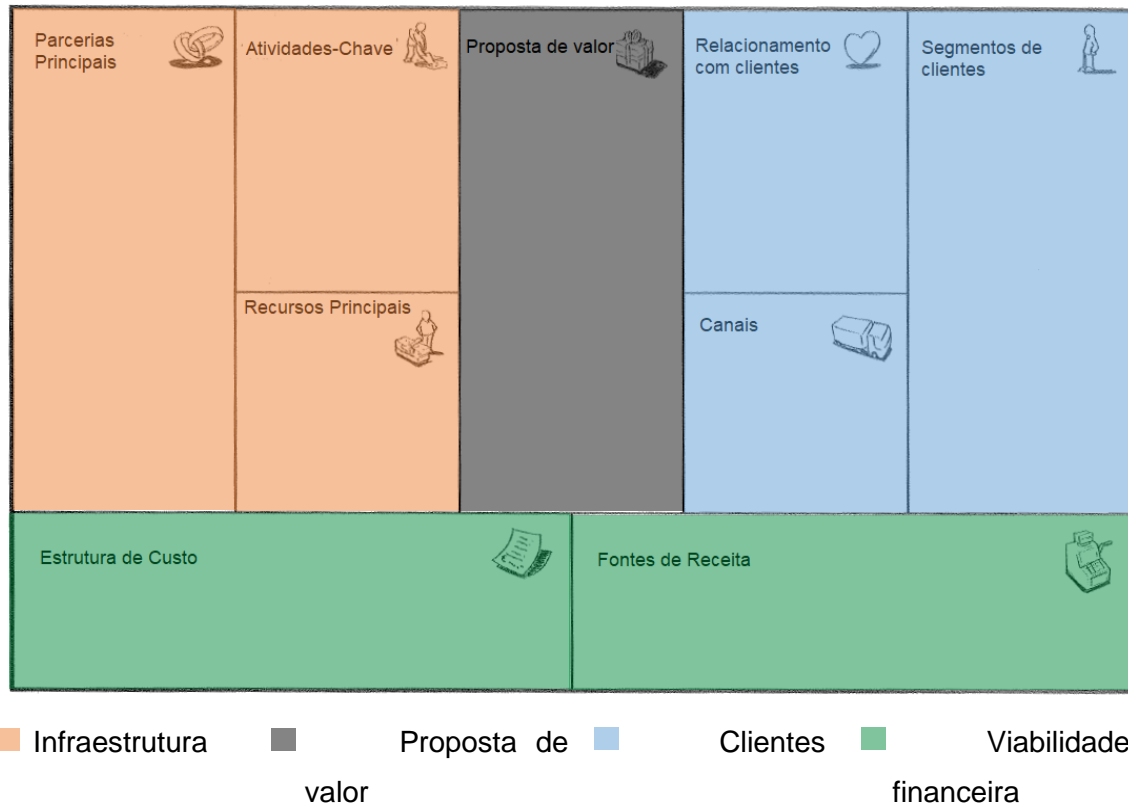 Parcerias
Principais
Atividades-Chave
Proposta de valor
Relacionamento
com clientes
Segmentos de
clientes
Recursos Principais
Canais
Estrutura de Custo
Fontes de Receita
Infraestrutura
Proposta de
valor
Clientes
Viabilidade
financeira